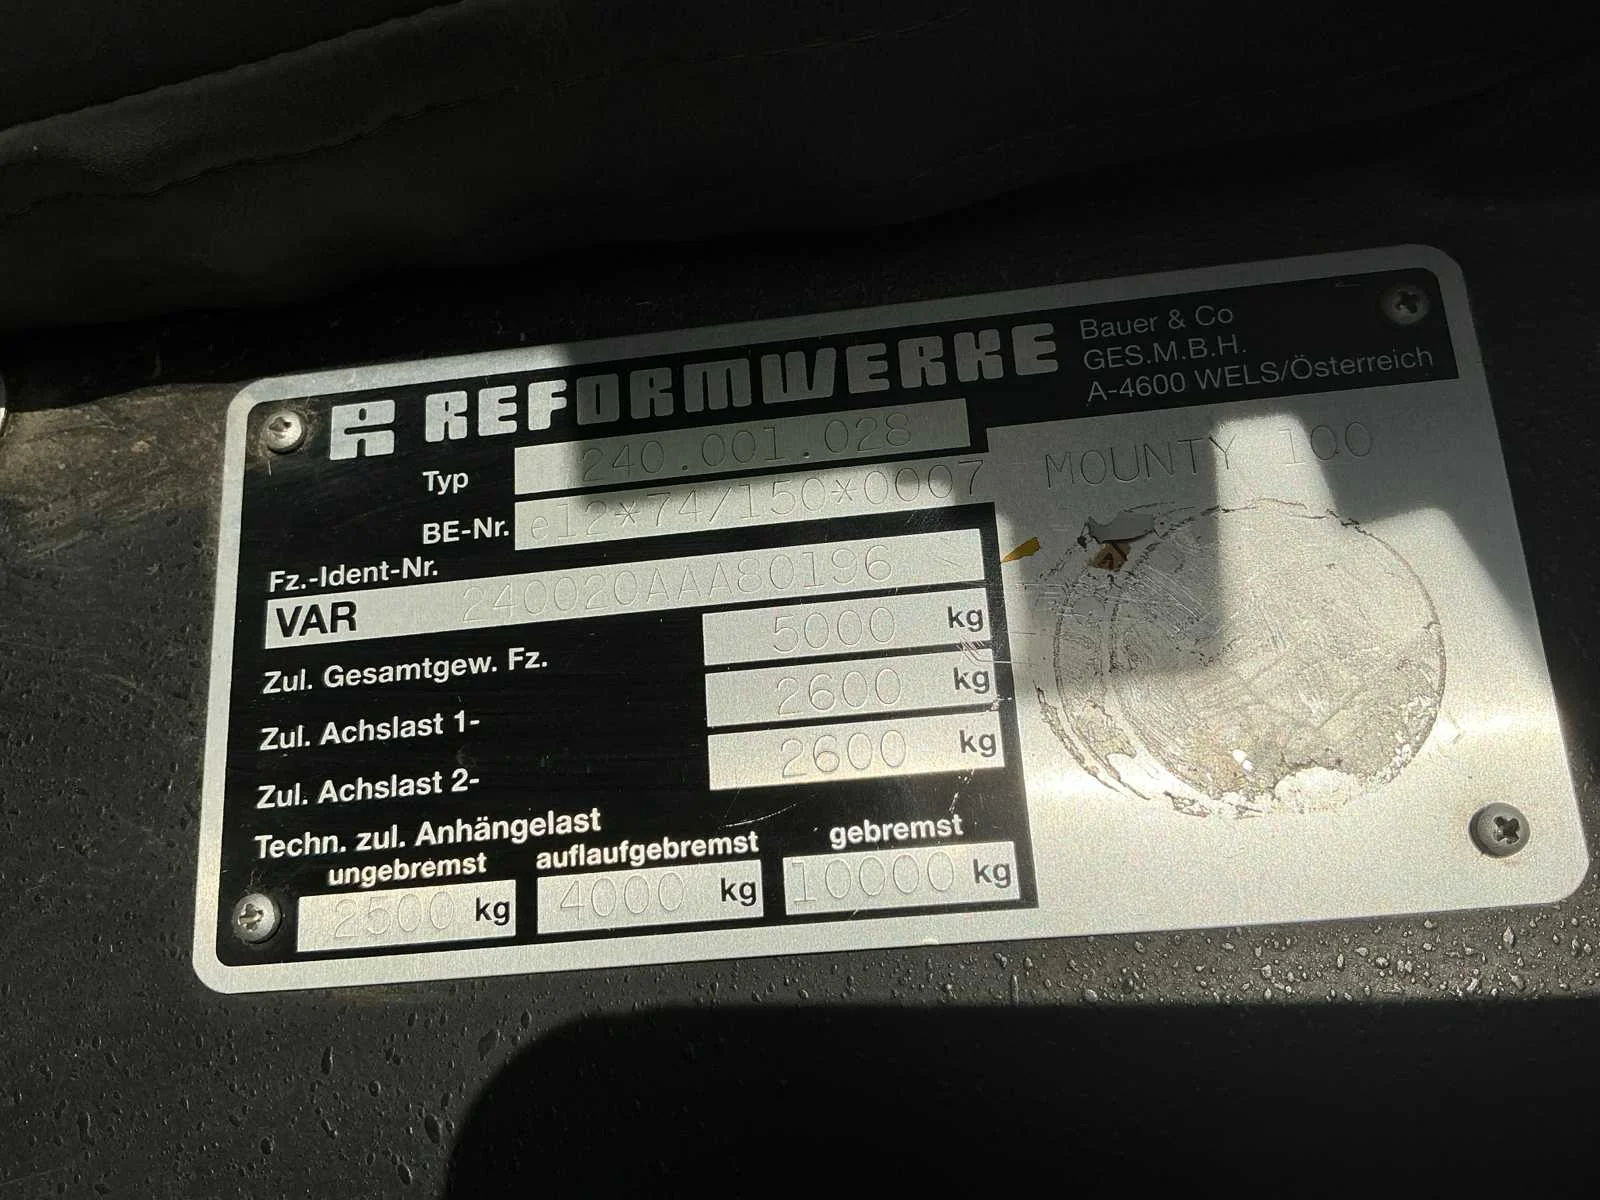 REFORMWERKE
Bauer & Co
GES.M.B.H.
A-4600 WELS/Österreich
Typ 240.001.028
MOUNTY 100
BE-Nr. e12*74/150*0007
Fz.-Ident-Nr.
VAR 240020AAA80196
Zul. Gesamtgew. Fz. 5000 kg
Zul. Achslast 1- 2600 kg
Zul. Achslast 2- 2600 kg
Techn. zul. Anhängelast
ungebremst auflaufgebremst gebremst
2500 kg 4000 kg 10000 kg